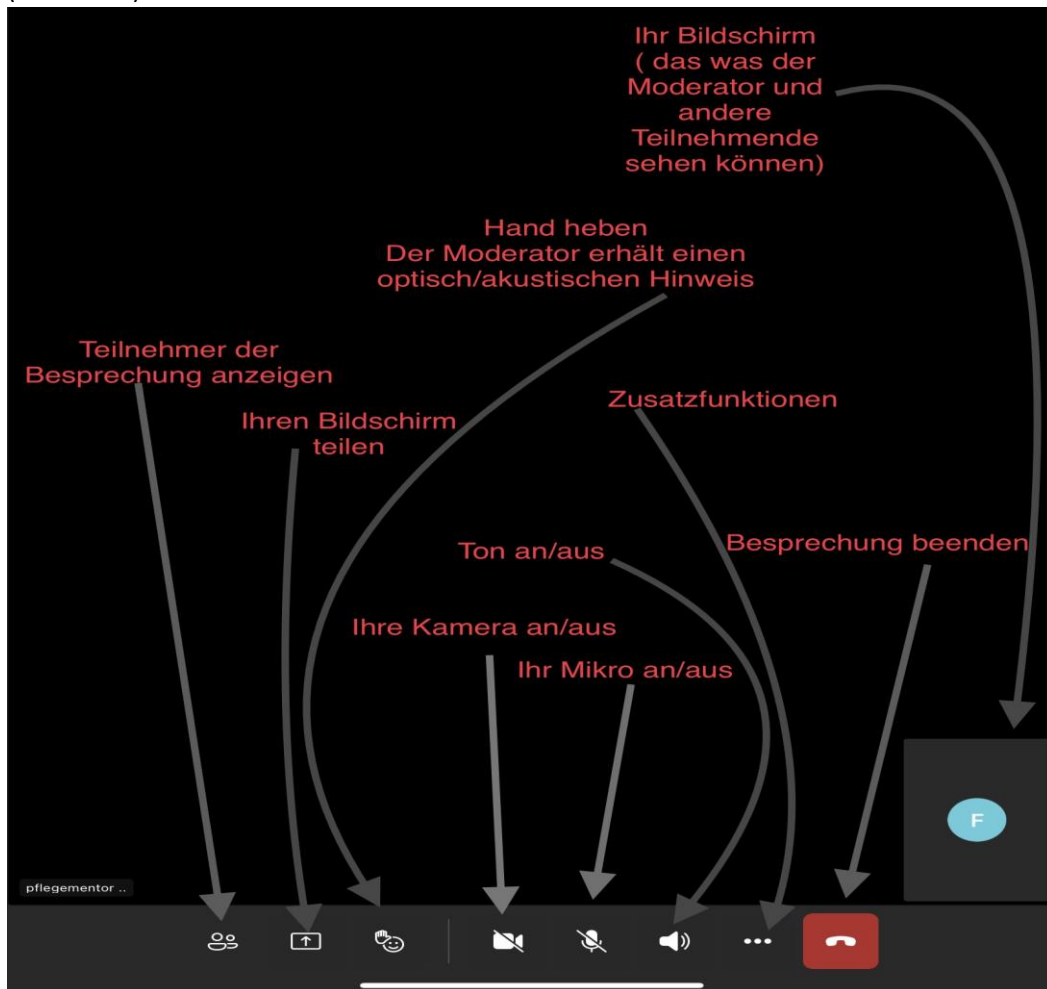 Ihr Bildschirm
( das was der
Moderator und
andere
Teilnehmende
sehen können)
Hand heben
Der Moderator erhält einen
optisch/akustischen Hinweis
Teilnehmer der
Besprechung anzeigen
Zusatzfunktionen
Ihren Bildschirm
teilen
Besprechung beenden
Ton an/aus
Ihre Kamera an/aus
Ihr Mikro an/aus
F
pflegementor ..